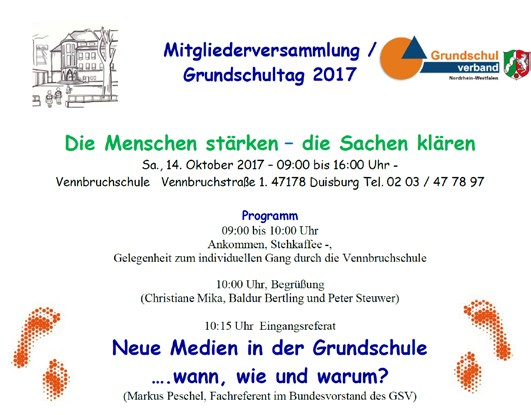 Mitgliederversammlung /
Grundschultag 2017
Grundschul
verband
Nordrhein-Westfalen
Die Menschen stärken – die Sachen klären
Sa., 14. Oktober 2017 – 09:00 bis 16:00 Uhr -
Vennbruchschule Vennbruchstraße 1. 47178 Duisburg Tel. 02 03 / 47 78 97
Programm
09:00 bis 10:00 Uhr
Ankommen, Stehkaffee -,
Gelegenheit zum individuellen Gang durch die Vennbruchschule
10:00 Uhr, Begrüßung
(Christiane Mika, Baldur Bertling und Peter Steuwer)
10:15 Uhr Eingangsreferat
Neue Medien in der Grundschule
….wann, wie und warum?
(Markus Peschel, Fachreferent im Bundesvorstand des GSV)